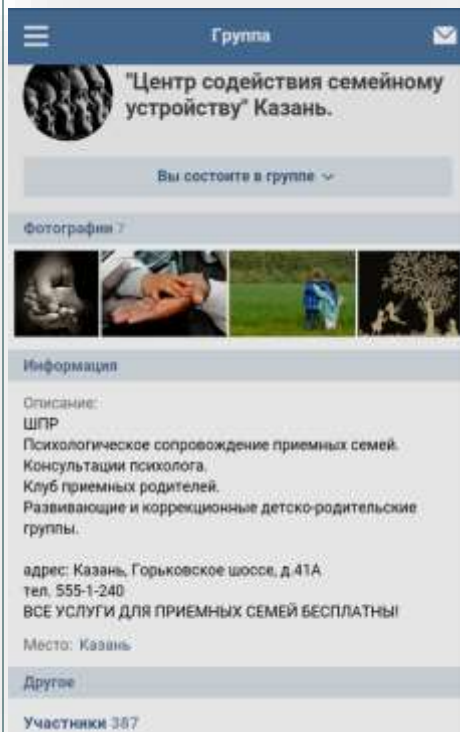 Группа
"Центр содействия семейному
устройству" Казань.
Вы состоите в группе
Фотографии 7
Информация
Описание:
ШПР
Психологическое сопровождение приемных семей.
Консультации психолога.
Клуб приемных родителей.
Развивающие и коррекционные детско-родительские
группы.
адрес: Казань, Горьковское шоссе, д.41А
тел. 555-1-240
ВСЕ УСЛУГИ ДЛЯ ПРИЕМНЫХ СЕМЕЙ БЕСПЛАТНЫ!
Место: Казань
Другое
Участники 387